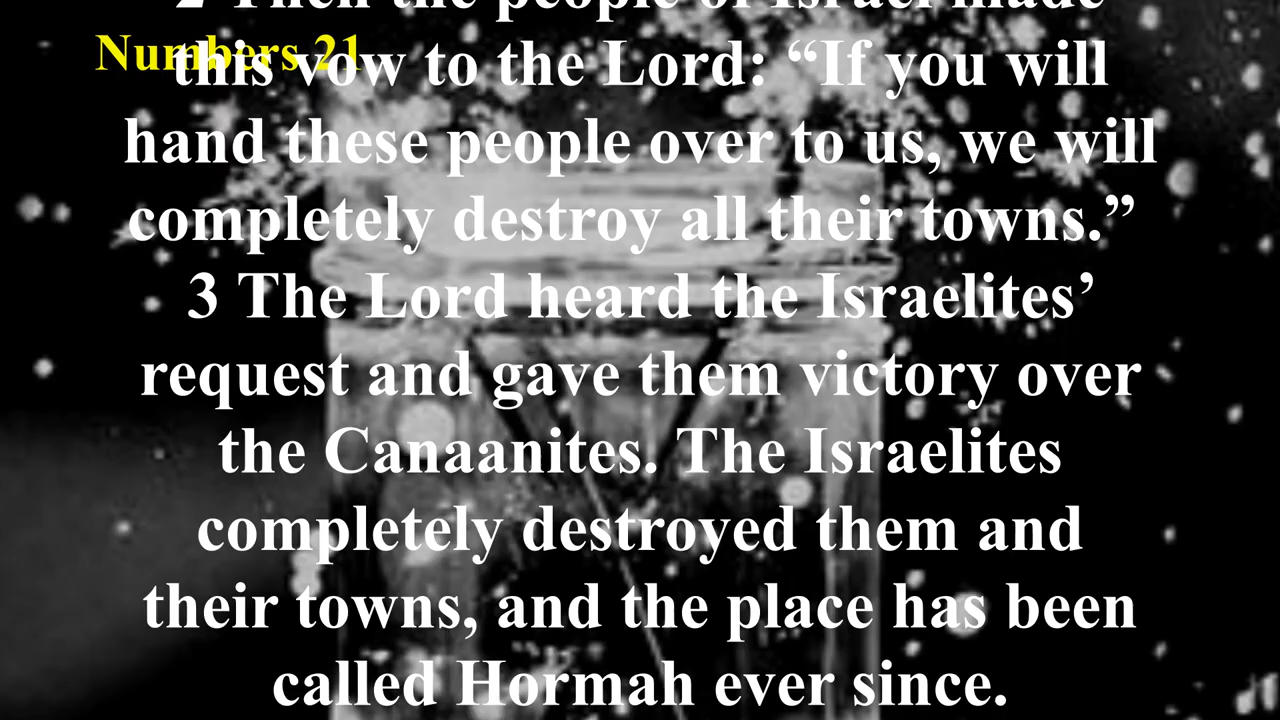 2 Then the people of Israel made
Numbers 21
this vow to the Lord: “If you will
hand these people over to us, we will
completely destroy all their towns.”
3 The Lord heard the Israelites’
request and gave them victory over
the Canaanites. The Israelites
completely destroyed them and
their towns, and the place has been
called Hormah ever since.